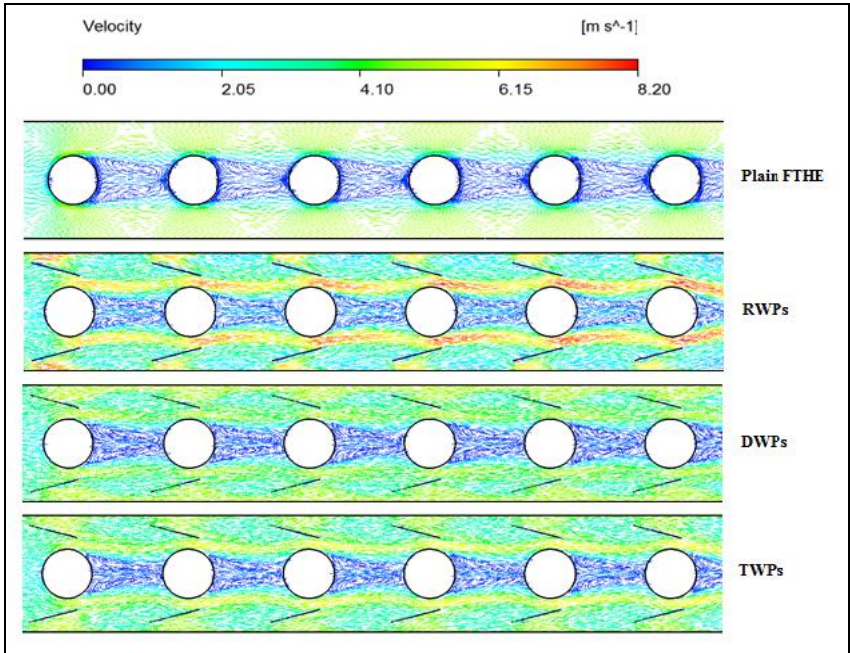 Velocity [m s^-1]
0.00 2.05 4.10 6.15 8.20
Plain FTHE
RWPs
DWPs
TWPs